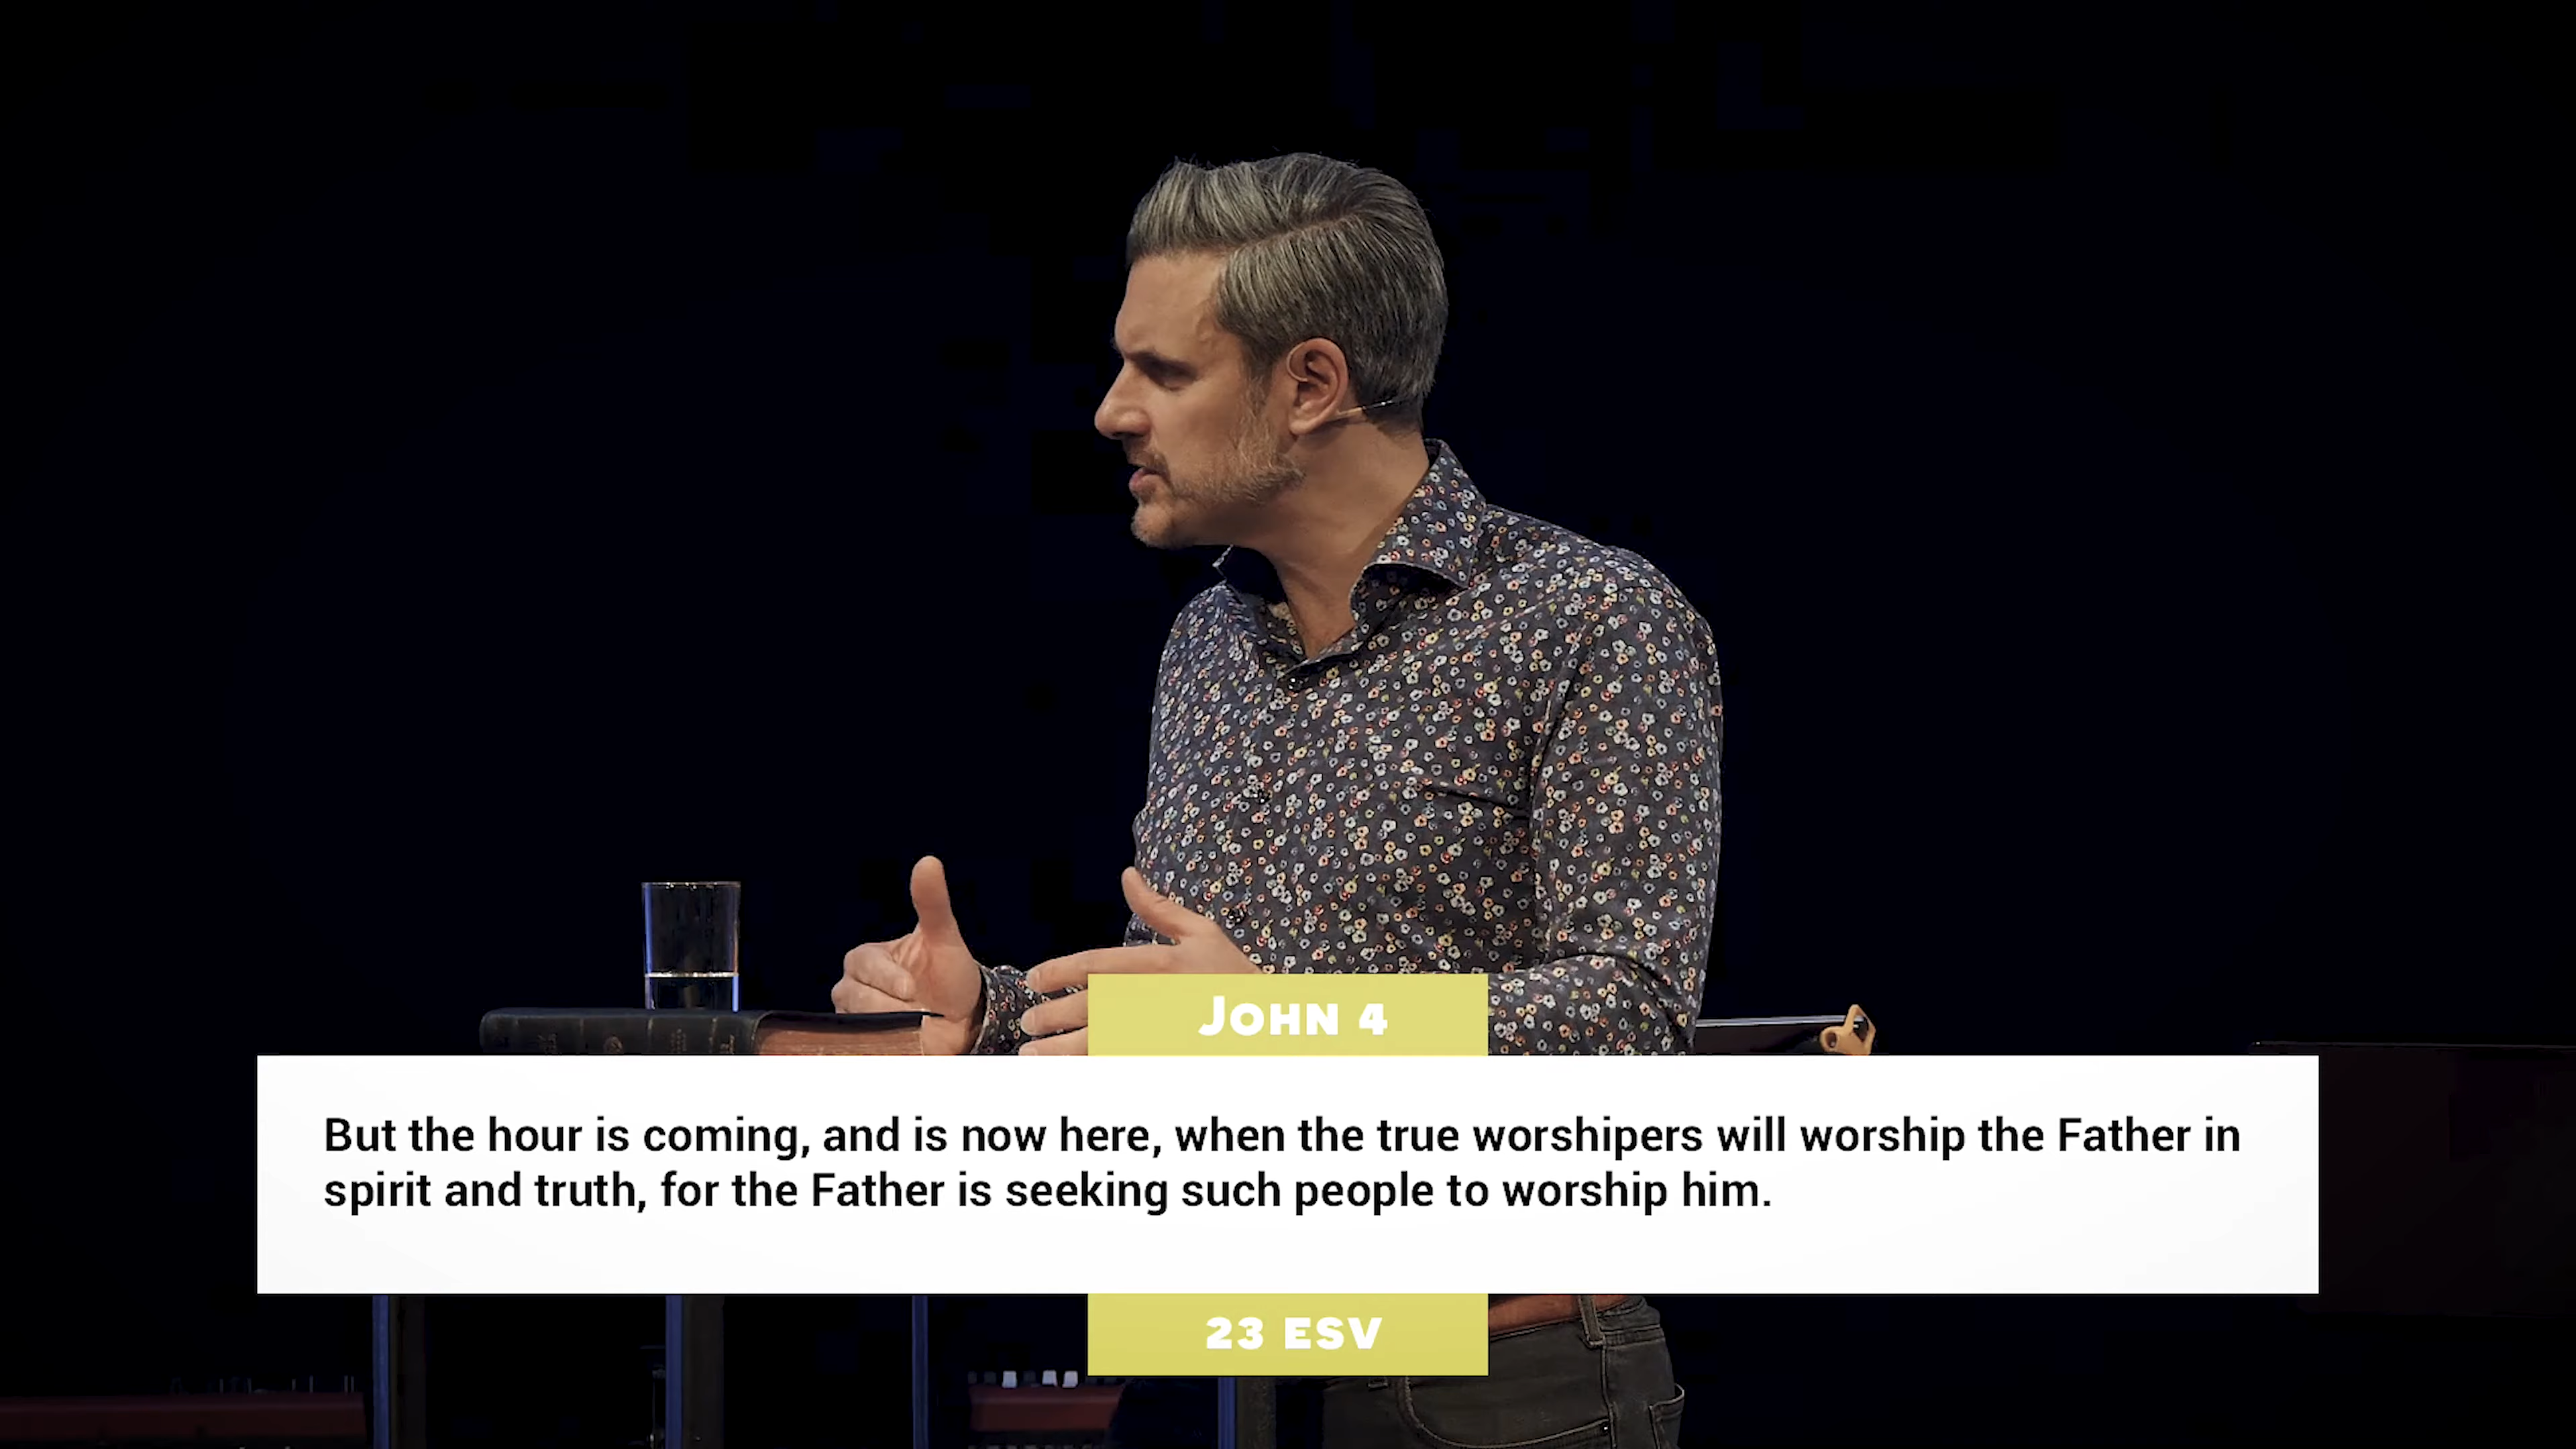 John 4
But the hour is coming, and is now here, when the true worshipers will worship the Father in
spirit and truth, for the Father is seeking such people to worship him.
23 ESV